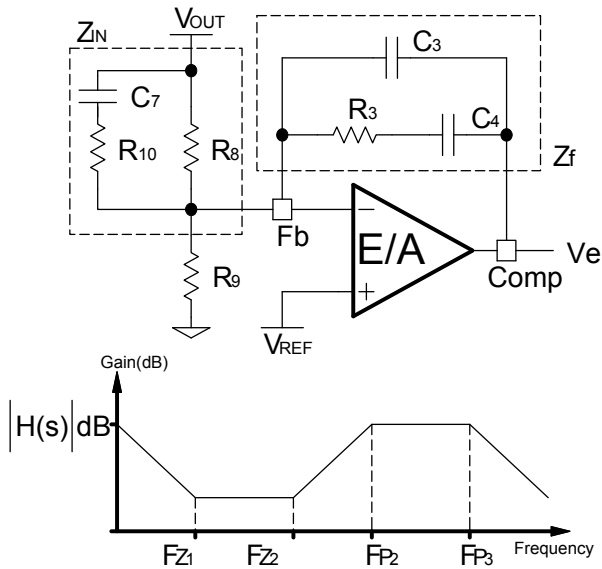 ZIN
VOUT
C7
R10
R8
C3
R3
C4
Zf
Fb
E/A
Ve
Comp
R9
VREF
Gain(dB)
|H(s)|dB
FZ1
FZ2
FP2
FP3
Frequency